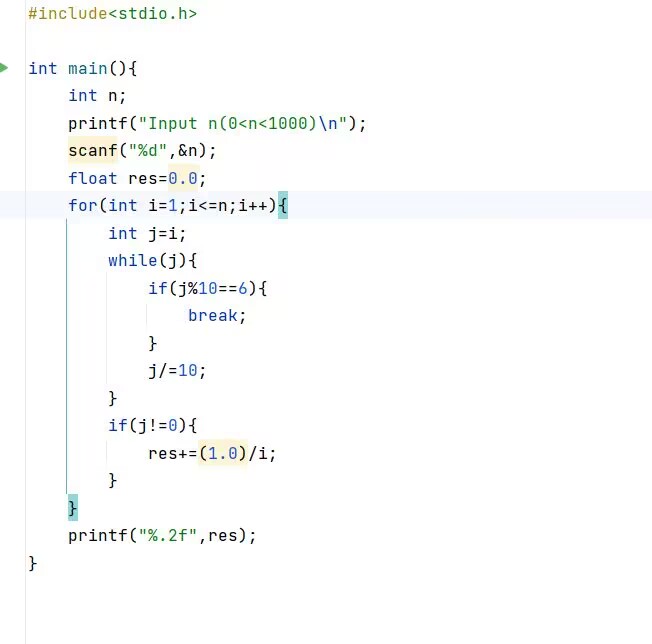 #include<stdio.h>
int main(){
int n;
printf("Input n(0<n<1000)\n");
scanf("%d",&n);
float res=0.0;
for(int i=1;i<=n;i++){
int j=i;
while(j){
if(j%10==6){
break;
}
j/=10;
}
if(j!=0){
res+=(1.0)/i;
}
}
printf("%.2f",res);
}